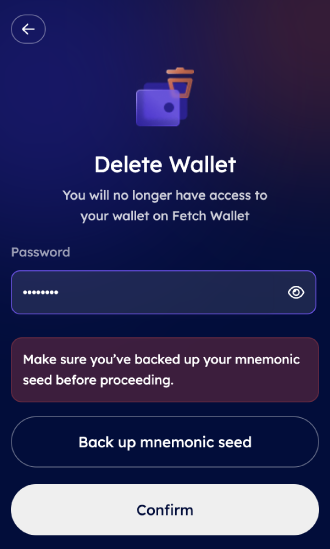 Delete Wallet
You will no longer have access to
your wallet on Fetch Wallet
Password
••••••••
Make sure you’ve backed up your mnemonic
seed before proceeding.
Back up mnemonic seed
Confirm